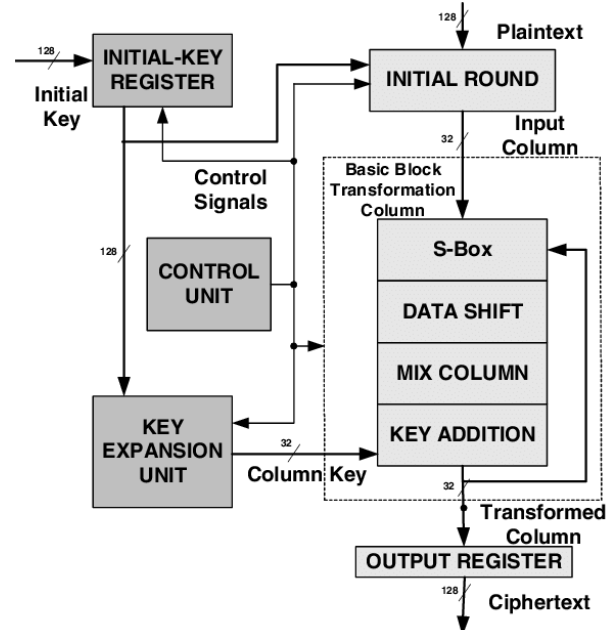 128
Plaintext
128
INITIAL-KEY
REGISTER
INITIAL ROUND
Initial
Key
Input
Column
32
Control
Signals
Basic Block
Transformation
Column
S-Box
128
CONTROL
UNIT
DATA SHIFT
MIX COLUMN
KEY ADDITION
KEY
EXPANSION
UNIT
32
Column Key
32
Transformed
Column
OUTPUT REGISTER
128
Ciphertext